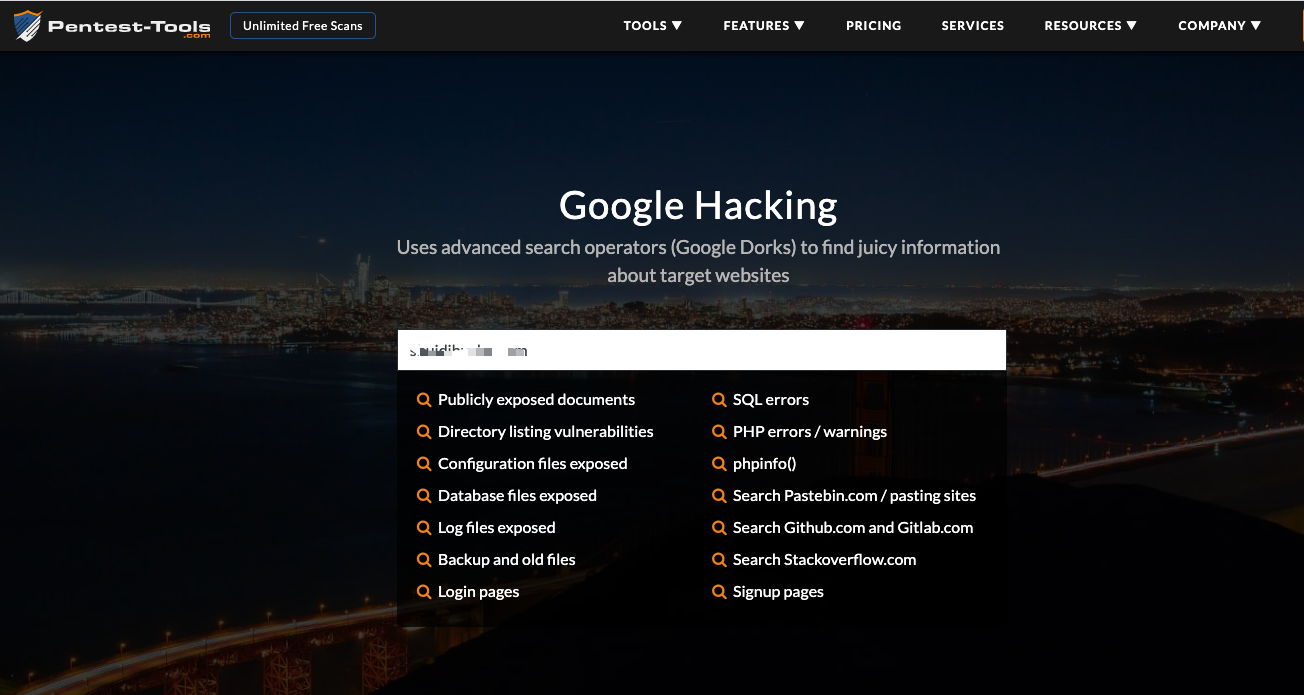 Pentest-Tools
.com
Unlimited Free Scans
TOOLS ▼
FEATURES ▼
PRICING
SERVICES
RESOURCES ▼
COMPANY ▼
Google Hacking
Uses advanced search operators (Google Dorks) to find juicy information
about target websites
Publicly exposed documents
Directory listing vulnerabilities
Configuration files exposed
Database files exposed
Log files exposed
Backup and old files
Login pages
SQL errors
PHP errors / warnings
phpinfo()
Search Pastebin.com / pasting sites
Search Github.com and Gitlab.com
Search Stackoverflow.com
Signup pages